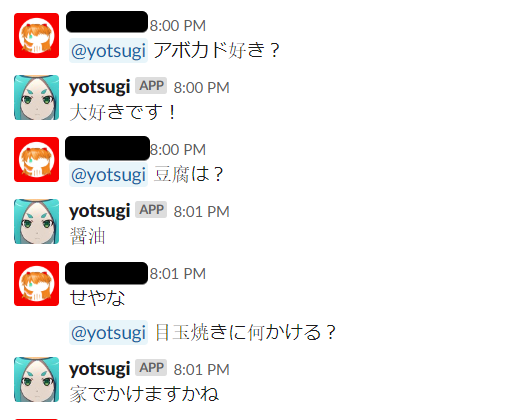 8:00 PM
@yotsugi アボカド好き？
yotsugi APP 8:00 PM
大好きです！
8:00 PM
@yotsugi 豆腐は？
yotsugi APP 8:01 PM
醤油
8:01 PM
せやな
@yotsugi 目玉焼きに何かける？
yotsugi APP 8:01 PM
家でかけますかね